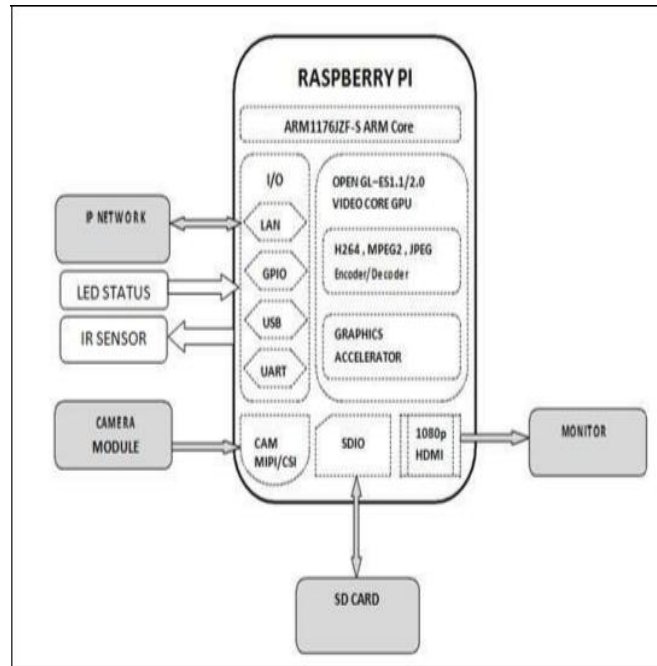 RASPBERRY PI
ARM1176JZF-S ARM Core
I/O
LAN
GPIO
USB
UART
OPEN GL-ES1.1/2.0
VIDEO CORE GPU
H264 , MPEG2 , JPEG
Encoder/Decoder
GRAPHICS
ACCELERATOR
IP NETWORK
LED STATUS
IR SENSOR
CAMERA
MODULE
CAM
MIPI/CSI
SDIO
1080p
HDMI
MONITOR
SD CARD